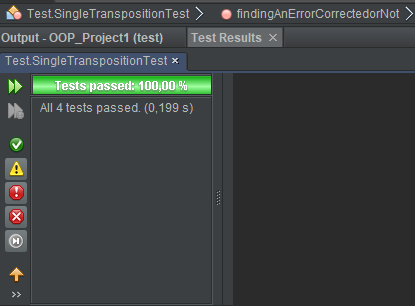 Test.SingleTranspositionTest findingAnErrorCorrectedorNot
Output - OOP_Project1 (test) Test Results ×
Test.SingleTranspositionTest ×
Tests passed: 100,00 %
All 4 tests passed. (0,199 s)
>>